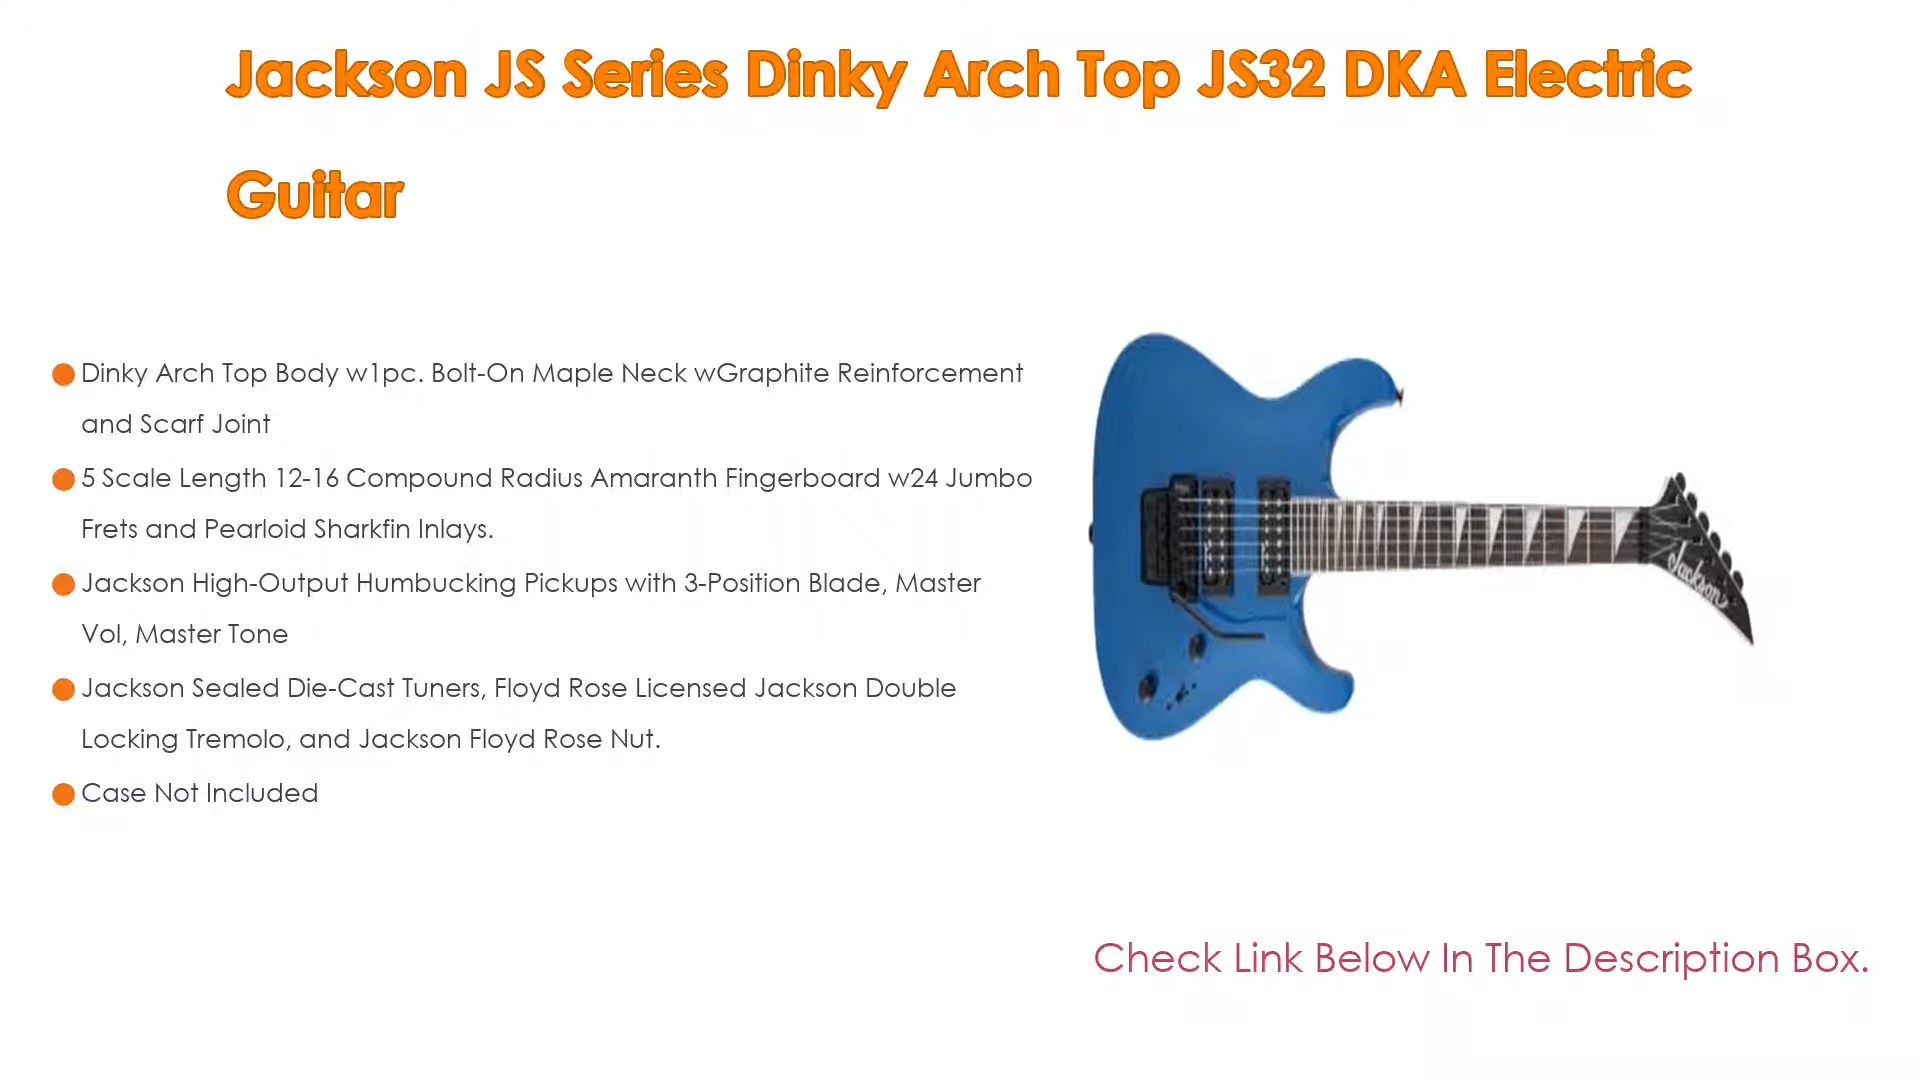 Jackson JS Series Dinky Arch Top JS32 DKA Electric
Guitar
Dinky Arch Top Body w1pc. Bolt-On Maple Neck wGraphite Reinforcement
and Scarf Joint
5 Scale Length 12-16 Compound Radius Amaranth Fingerboard w24 Jumbo
Frets and Pearloid Sharkfin Inlays.
Jackson High-Output Humbucking Pickups with 3-Position Blade, Master
Vol, Master Tone
Jackson Sealed Die-Cast Tuners, Floyd Rose Licensed Jackson Double
Locking Tremolo, and Jackson Floyd Rose Nut.
Case Not Included
Jackson
Check Link Below In The Description Box.